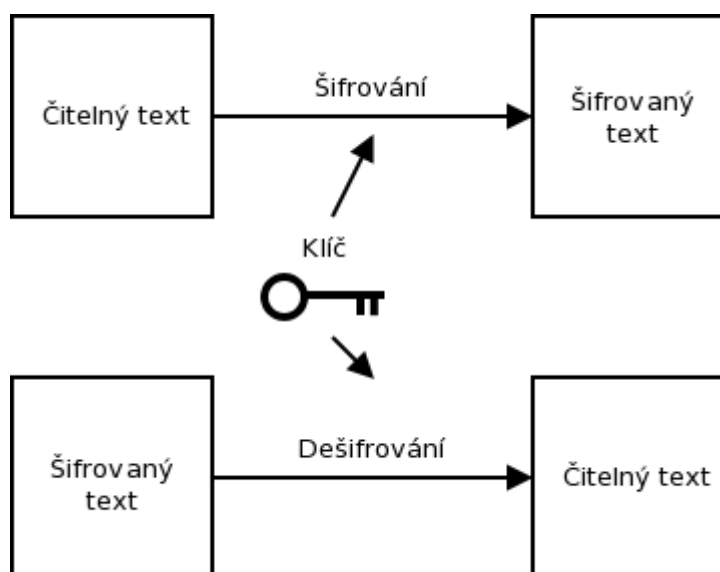 Čitelný text
Šifrování
Šifrovaný
text
Klíč
Šifrovaný
text
Dešifrování
Čitelný text